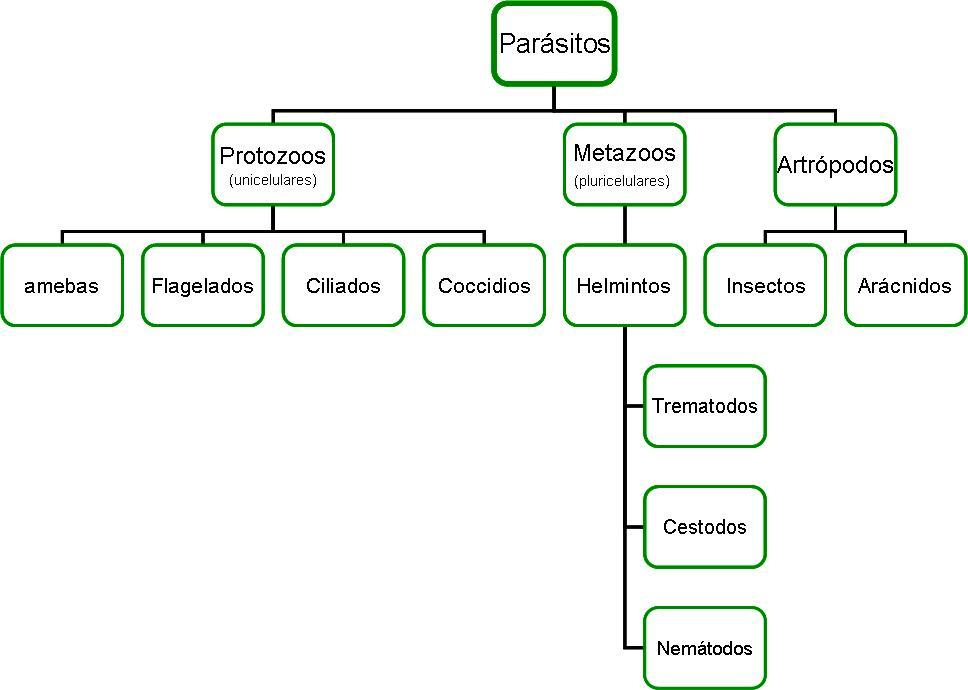 Parásitos
Protozoos
(unicelulares)
Metazoos
(pluricelulares)
Artrópodos
amebas
Flagelados
Ciliados
Coccidios
Helmintos
Insectos
Arácnidos
Trematodos
Cestodos
Nemátodos